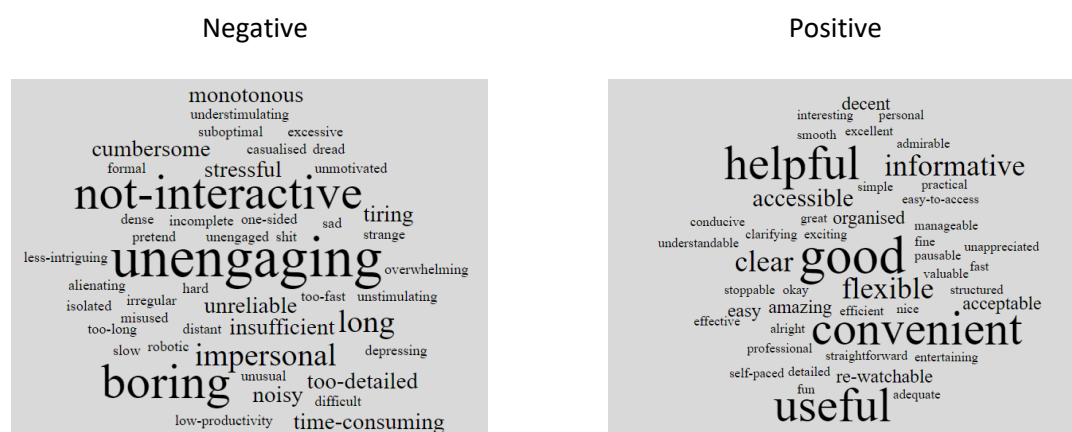 Negative
monotonous
understimulating
suboptimal excessive
cumbersome casualised dread
formal stressful unmotivated
not-interactive
dense incomplete one-sided sad tiring
pretend unengaged shit strange
less-intriguing unengaging overwhelming
alienating hard
isolated irregular unreliable too-fast unstimulating
misused
too-long distant insufficient long
slow robotic impersonal depressing
boring unusual too-detailed
noisy difficult
low-productivity time-consuming
Positive
decent
interesting personal
smooth excellent
admirable
helpful informative
accessible simple practical
easy-to-access
conducive great organised manageable
understandable clarifying exciting
clear good fine unappreciated
pausable
valuable fast
stoppable okay flexible structured
easy amazing efficient nice acceptable
effective alright convenient
professional straightforward entertaining
self-paced detailed re-watchable
fun adequate
useful